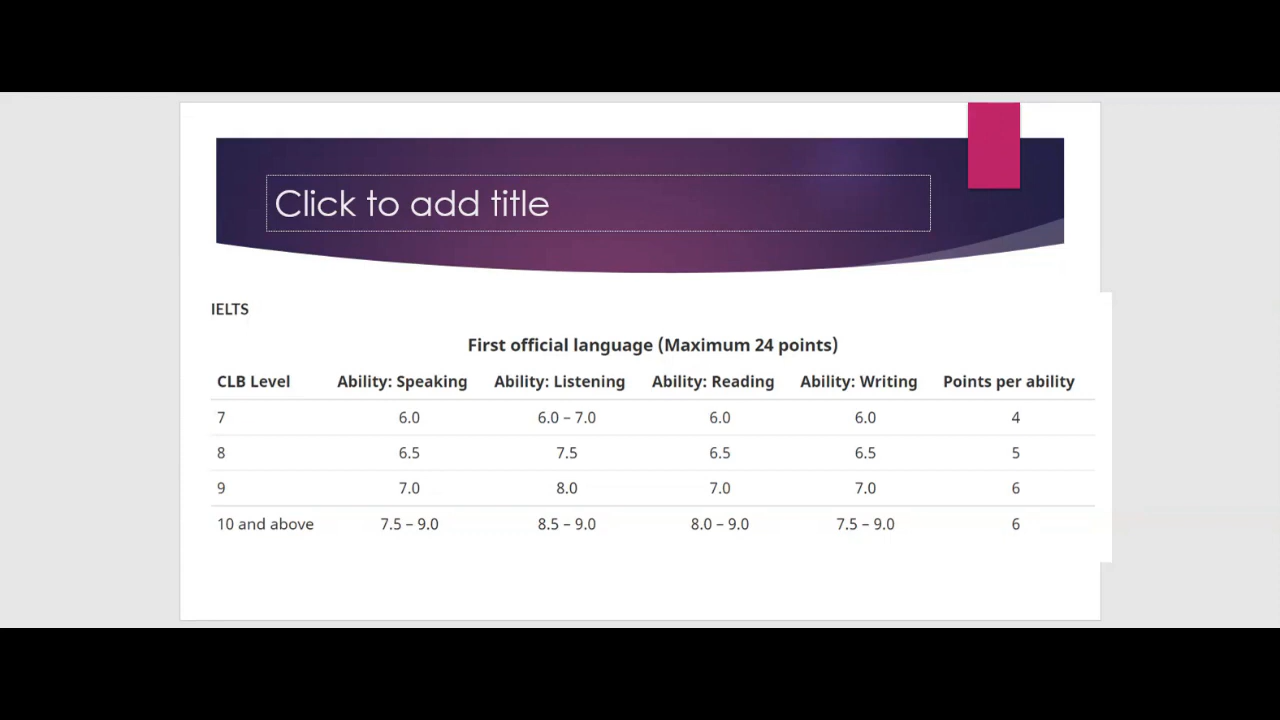 Click to add title
IELTS
First official language (Maximum 24 points)
CLB Level Ability: Speaking Ability: Listening Ability: Reading Ability: Writing Points per ability
7 6.0 6.0 – 7.0 6.0 6.0 4
8 6.5 7.5 6.5 6.5 5
9 7.0 8.0 7.0 7.0 6
10 and above 7.5 – 9.0 8.5 – 9.0 8.0 – 9.0 7.5 – 9.0 6